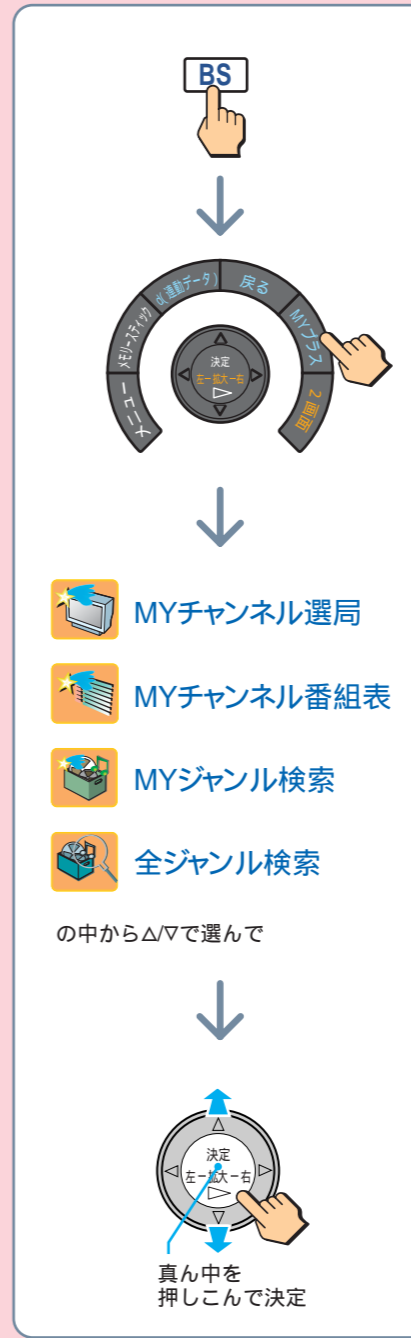 BS
メニュー
メモリースティック
d(連動データ)
戻る
MYプラス
2画面
決定
左－拡大－右
MYチャンネル選局
MYチャンネル番組表
MYジャンル検索
全ジャンル検索
の中から△/▽で選んで
決定
左－拡大－右
真ん中を
押しこんで決定